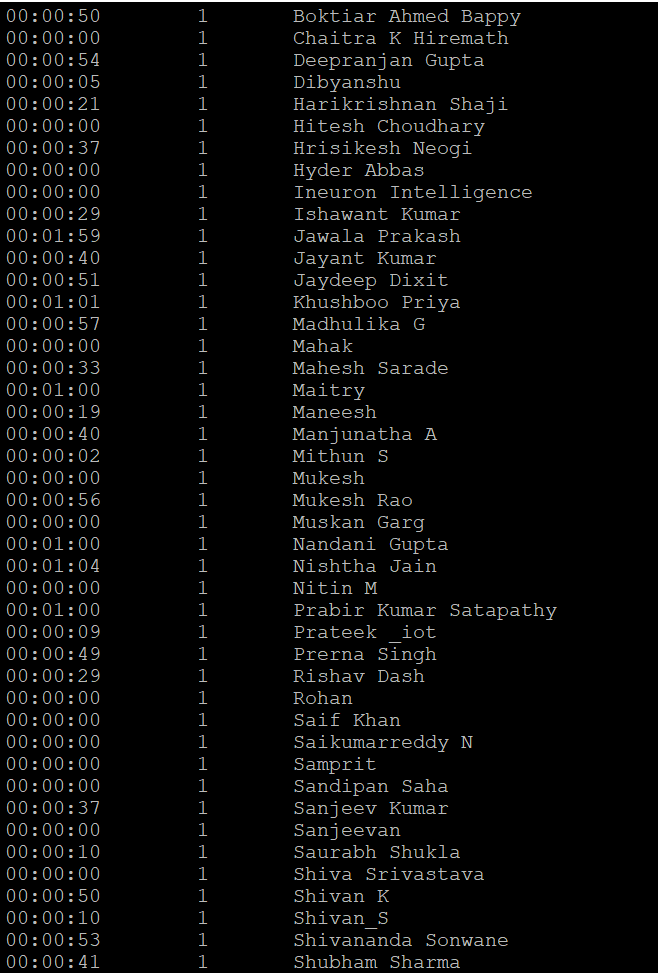 00:00:50 1 Boktiar Ahmed Bappy
00:00:00 1 Chaitra K Hiremath
00:00:54 1 Deepranjan Gupta
00:00:05 1 Dibyanshu
00:00:21 1 Harikrishnan Shaji
00:00:00 1 Hitesh Choudhary
00:00:37 1 Hrisikesh Neogi
00:00:00 1 Hyder Abbas
00:00:00 1 Ineuron Intelligence
00:00:29 1 Ishawant Kumar
00:01:59 1 Jawala Prakash
00:00:40 1 Jayant Kumar
00:00:51 1 Jaydeep Dixit
00:01:01 1 Khushboo Priya
00:00:57 1 Madhulika G
00:00:00 1 Mahak
00:00:33 1 Mahesh Sarade
00:01:00 1 Maitry
00:00:19 1 Maneesh
00:00:40 1 Manjunatha A
00:00:02 1 Mithun S
00:00:00 1 Mukesh
00:00:56 1 Mukesh Rao
00:00:00 1 Muskan Garg
00:01:00 1 Nandani Gupta
00:01:04 1 Nishtha Jain
00:00:00 1 Nitin M
00:01:00 1 Prabir Kumar Satapathy
00:00:09 1 Prateek _iot
00:00:49 1 Prerna Singh
00:00:29 1 Rishav Dash
00:00:00 1 Rohan
00:00:00 1 Saif Khan
00:00:00 1 Saikumarreddy N
00:00:00 1 Samprit
00:00:00 1 Sandipan Saha
00:00:37 1 Sanjeev Kumar
00:00:00 1 Sanjeevan
00:00:10 1 Saurabh Shukla
00:00:00 1 Shiva Srivastava
00:00:50 1 Shivan K
00:00:10 1 Shivan_S
00:00:53 1 Shivananda Sonwane
00:00:41 1 Shubham Sharma